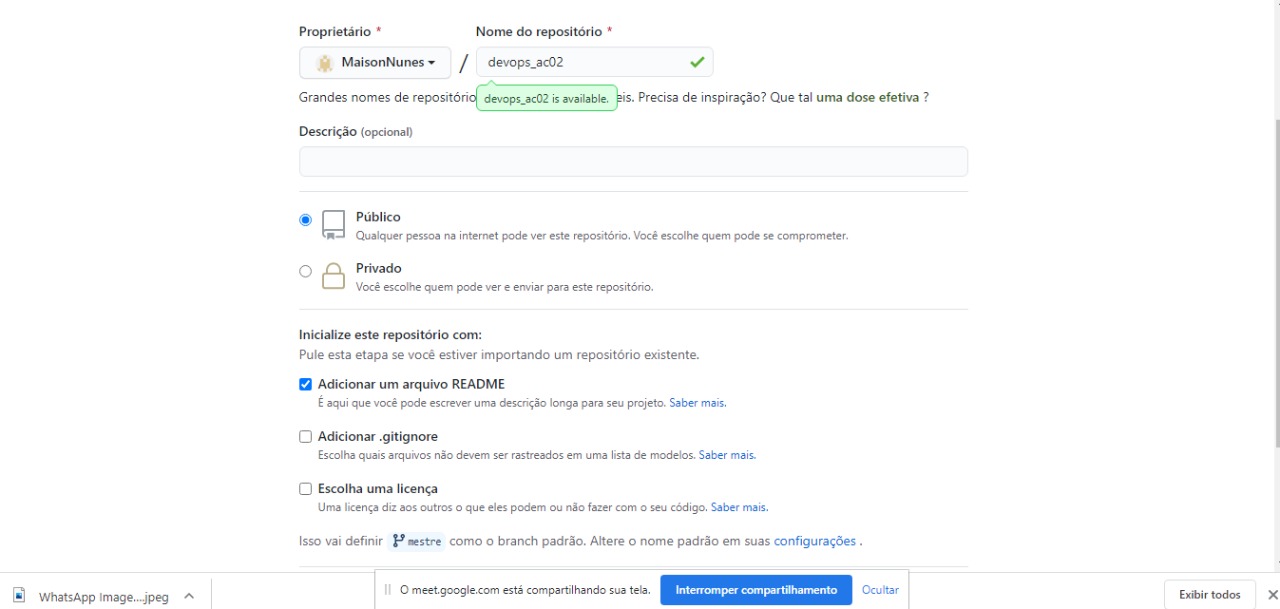 Proprietário * Nome do repositório *
MaisonNunes / devops_ac02
Grandes nomes de repositório eis. Precisa de inspiração? Que tal uma dose efetiva ?
devops_ac02 is available.
Descrição (opcional)
Público
Qualquer pessoa na internet pode ver este repositório. Você escolhe quem pode se comprometer.
Privado
Você escolhe quem pode ver e enviar para este repositório.
Inicialize este repositório com:
Pule esta etapa se você estiver importando um repositório existente.
Adicionar um arquivo README
É aqui que você pode escrever uma descrição longa para seu projeto. Saber mais.
Adicionar .gitignore
Escolha quais arquivos não devem ser rastreados em uma lista de modelos. Saber mais.
Escolha uma licença
Uma licença diz aos outros o que eles podem ou não fazer com o seu código. Saber mais.
Isso vai definir mestre como o branch padrão. Altere o nome padrão em suas configurações .
WhatsApp Image....jpeg O meet.google.com está compartilhando sua tela. Interromper compartilhamento Ocultar Exibir todos